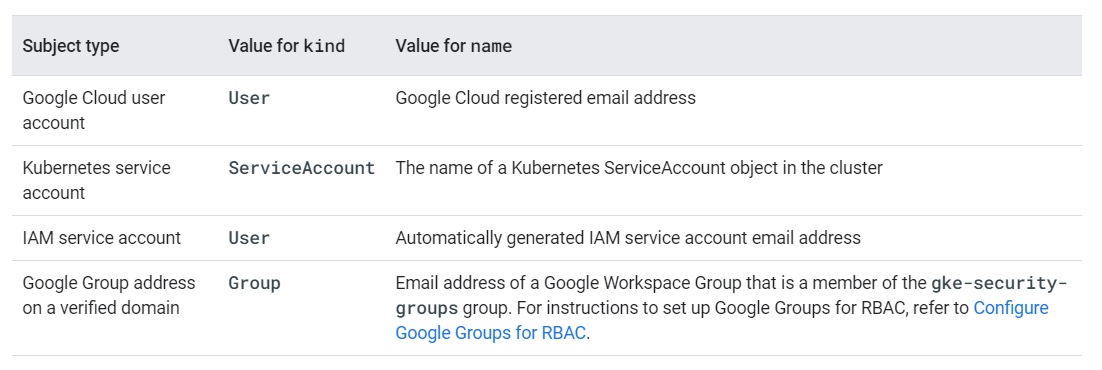 Subject type Value for kind Value for name
Google Cloud user account User Google Cloud registered email address
Kubernetes service account ServiceAccount The name of a Kubernetes ServiceAccount object in the cluster
IAM service account User Automatically generated IAM service account email address
Google Group address on a verified domain Group Email address of a Google Workspace Group that is a member of the gke-security-
groups group. For instructions to set up Google Groups for RBAC, refer to Configure
Google Groups for RBAC.